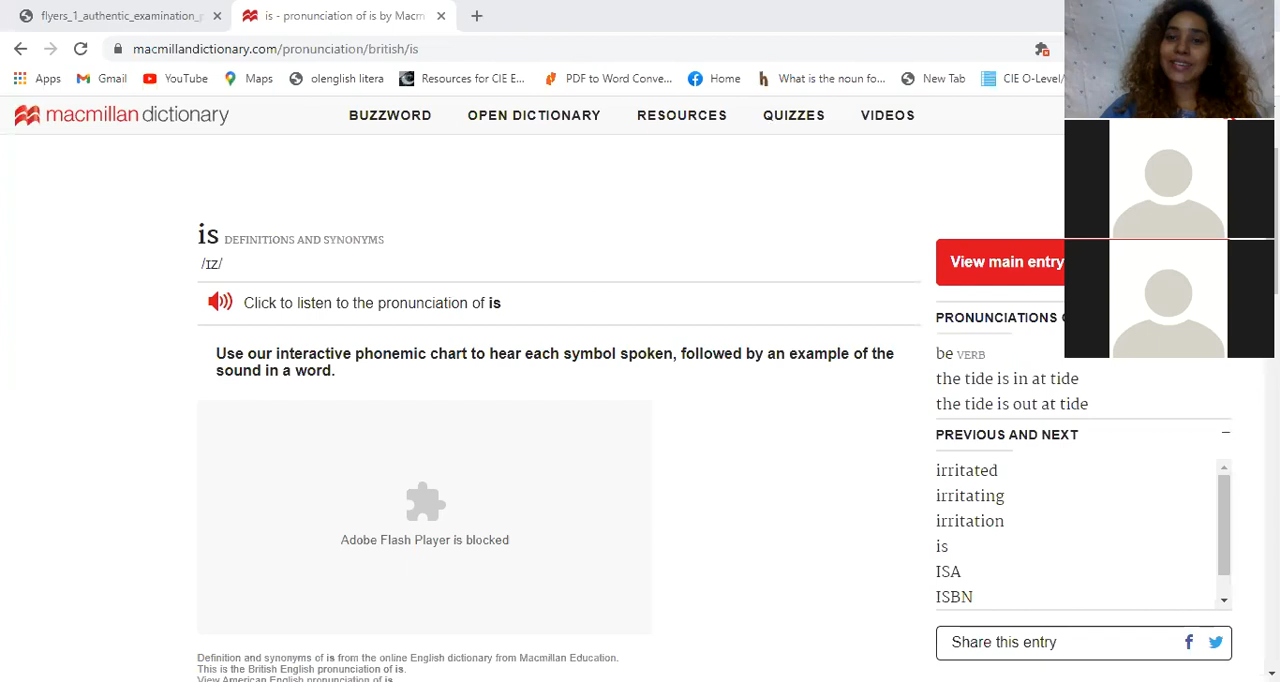 flyers_1_authentic_examination_
is - pronunciation of is by Macm
macmillandictionary.com/pronunciation/british/is
Apps Gmail YouTube Maps olenglish litera Resources for CIE E... PDF to Word Conve... Home What is the noun fo... New Tab CIE O-Level/
macmillan dictionary BUZZWORD OPEN DICTIONARY RESOURCES QUIZZES VIDEOS
is DEFINITIONS AND SYNONYMS
/ɪz/
Click to listen to the pronunciation of is
Use our interactive phonemic chart to hear each symbol spoken, followed by an example of the
sound in a word.
Adobe Flash Player is blocked
Definition and synonyms of is from the online English dictionary from Macmillan Education.
This is the British English pronunciation of is.
View American English pronunciation of is.
View main entry
PRONUNCIATIONS
be VERB
the tide is in at tide
the tide is out at tide
PREVIOUS AND NEXT
irritated
irritating
irritation
is
ISA
ISBN
Share this entry